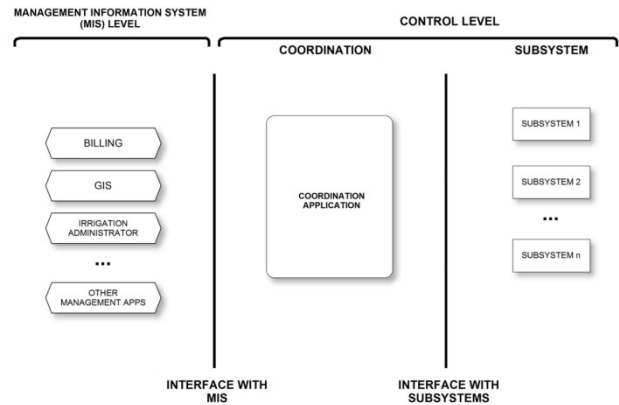 MANAGEMENT INFORMATION SYSTEM
(MIS) LEVEL
CONTROL LEVEL
COORDINATION
SUBSYSTEM
BILLING
GIS
IRRIGATION
ADMINISTRATOR
...
OTHER
MANAGEMENT APPS
COORDINATION
APPLICATION
SUBSYSTEM 1
SUBSYSTEM 2
...
SUBSYSTEM n
INTERFACE WITH
MIS
INTERFACE WITH
SUBSYSTEMS